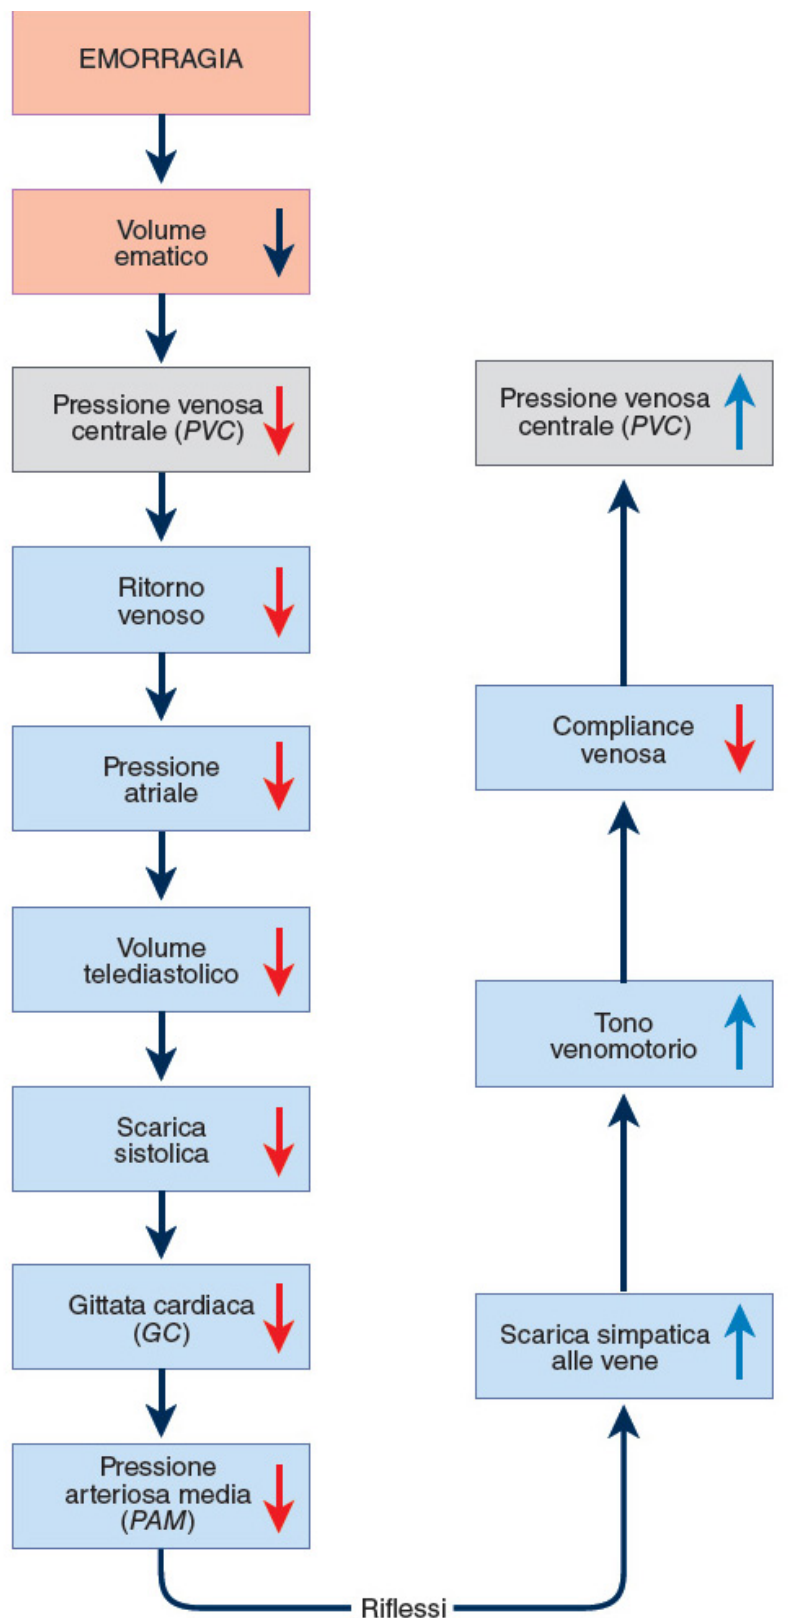 EMORRAGIA
Volume
ematico
Pressione venosa
centrale (PVC)
Ritorno
venoso
Pressione
atriale
Volume
telediastolico
Scarica
sistolica
Gittata cardiaca
(GC)
Pressione
arteriosa media
(PAM)
Riflessi
Scarica simpatica
alle vene
Tono
venomotorio
Compliance
venosa
Pressione venosa
centrale (PVC)